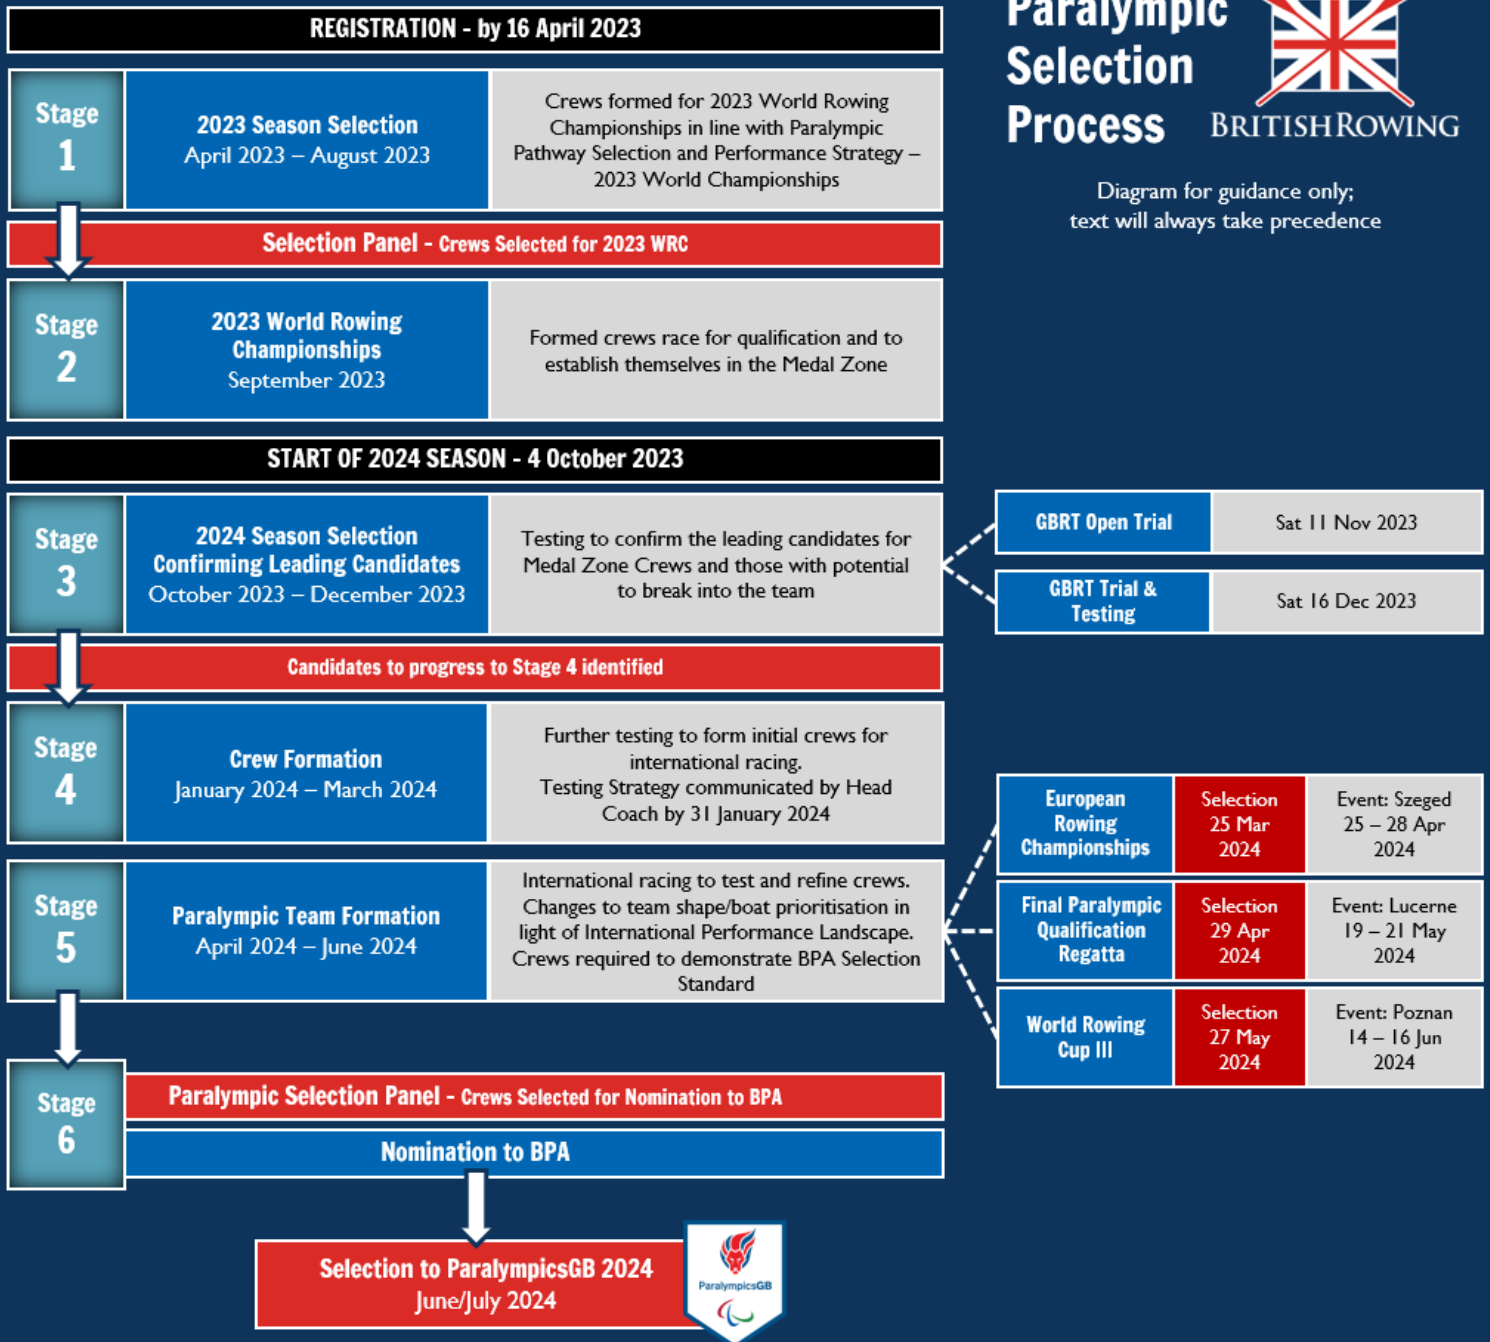 REGISTRATION - by 16 April 2023
Paralympic
Selection
Process
BRITISH ROWING
Diagram for guidance only;
text will always take precedence
Stage
1
2023 Season Selection
April 2023 – August 2023
Crews formed for 2023 World Rowing
Championships in line with Paralympic
Pathway Selection and Performance Strategy –
2023 World Championships
Selection Panel - Crews Selected for 2023 WRC
Stage
2
2023 World Rowing
Championships
September 2023
Formed crews race for qualification and to
establish themselves in the Medal Zone
START OF 2024 SEASON - 4 October 2023
Stage
3
2024 Season Selection
Confirming Leading Candidates
October 2023 – December 2023
Testing to confirm the leading candidates for
Medal Zone Crews and those with potential
to break into the team
GBRT Open Trial
Sat 11 Nov 2023
GBRT Trial &
Testing
Sat 16 Dec 2023
Candidates to progress to Stage 4 identified
Stage
4
Crew Formation
January 2024 – March 2024
Further testing to form initial crews for
international racing.
Testing Strategy communicated by Head
Coach by 31 January 2024
Stage
5
Paralympic Team Formation
April 2024 – June 2024
International racing to test and refine crews.
Changes to team shape/boat prioritisation in
light of International Performance Landscape.
Crews required to demonstrate BPA Selection
Standard
European
Rowing
Championships
Selection
25 Mar
2024
Event: Szeged
25 – 28 Apr
2024
Final Paralympic
Qualification
Regatta
Selection
29 Apr
2024
Event: Lucerne
19 – 21 May
2024
World Rowing
Cup III
Selection
27 May
2024
Event: Poznan
14 – 16 Jun
2024
Stage
6
Paralympic Selection Panel - Crews Selected for Nomination to BPA
Nomination to BPA
Selection to ParalympicsGB 2024
June/July 2024
ParalympicsGB